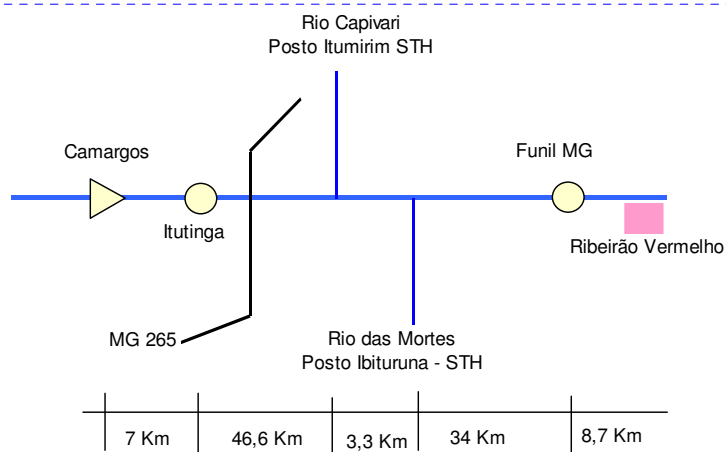 Rio Capivari
Posto Itumirim STH
Camargos
Funil MG
Itutinga
Ribeirão Vermelho
MG 265
Rio das Mortes
Posto Ibituruna - STH
7 Km
46,6 Km
3,3 Km
34 Km
8,7 Km